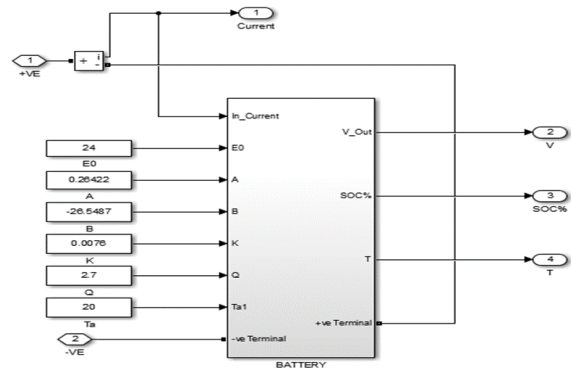 1
Current
1
+VE
+ i
-
In_Current
V_Out
2
V
24
E0
E0
0.26422
A
A
SOC%
3
SOC%
-26.5487
B
B
0.0076
K
K
T
4
T
2.7
Q
Q
20
Ta1
Ta
+ve Terminal
2
-VE
-ve Terminal
BATTERY